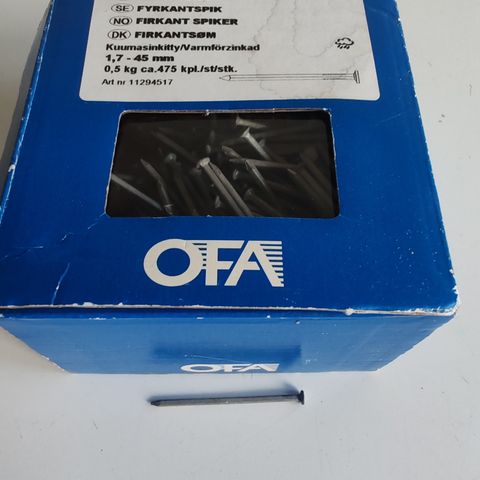 SE FYRKANTSPIK
NO FIRKANT SPIKER
DK FIRKANTSØM
Kuumasinkitty/Varmförzinkad
1,7 - 45 mm
0,5 kg ca.475 kpl./st/stk.
Art nr 11294517
OFA
OFA